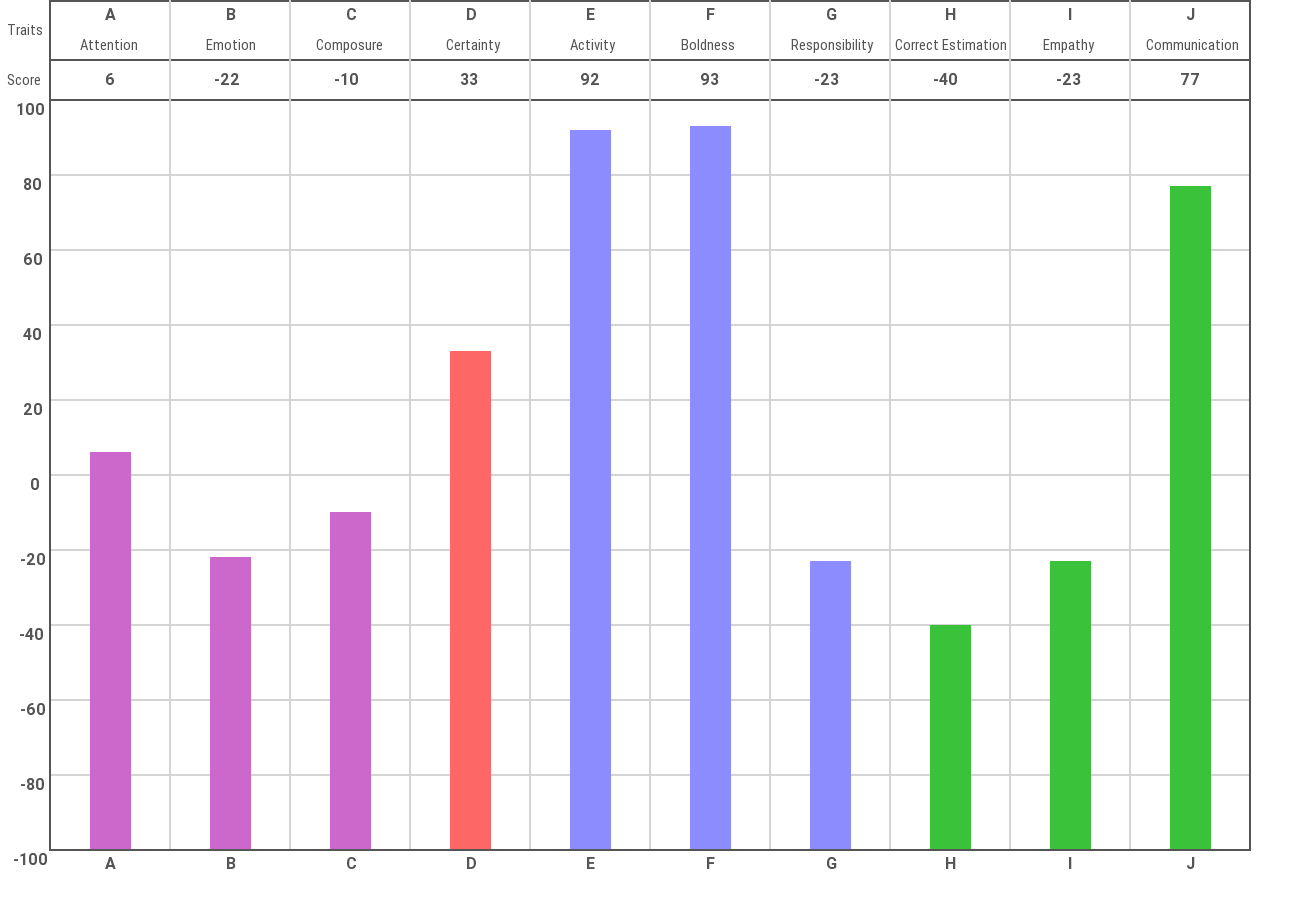 A B C D E F G H I J
Traits
Attention Emotion Composure Certainty Activity Boldness Responsibility Correct Estimation Empathy Communication
Score 6 -22 -10 33 92 93 -23 -40 -23 77
100
80
60
40
20
0
-20
-40
-60
-80
-100
A B C D E F G H I J